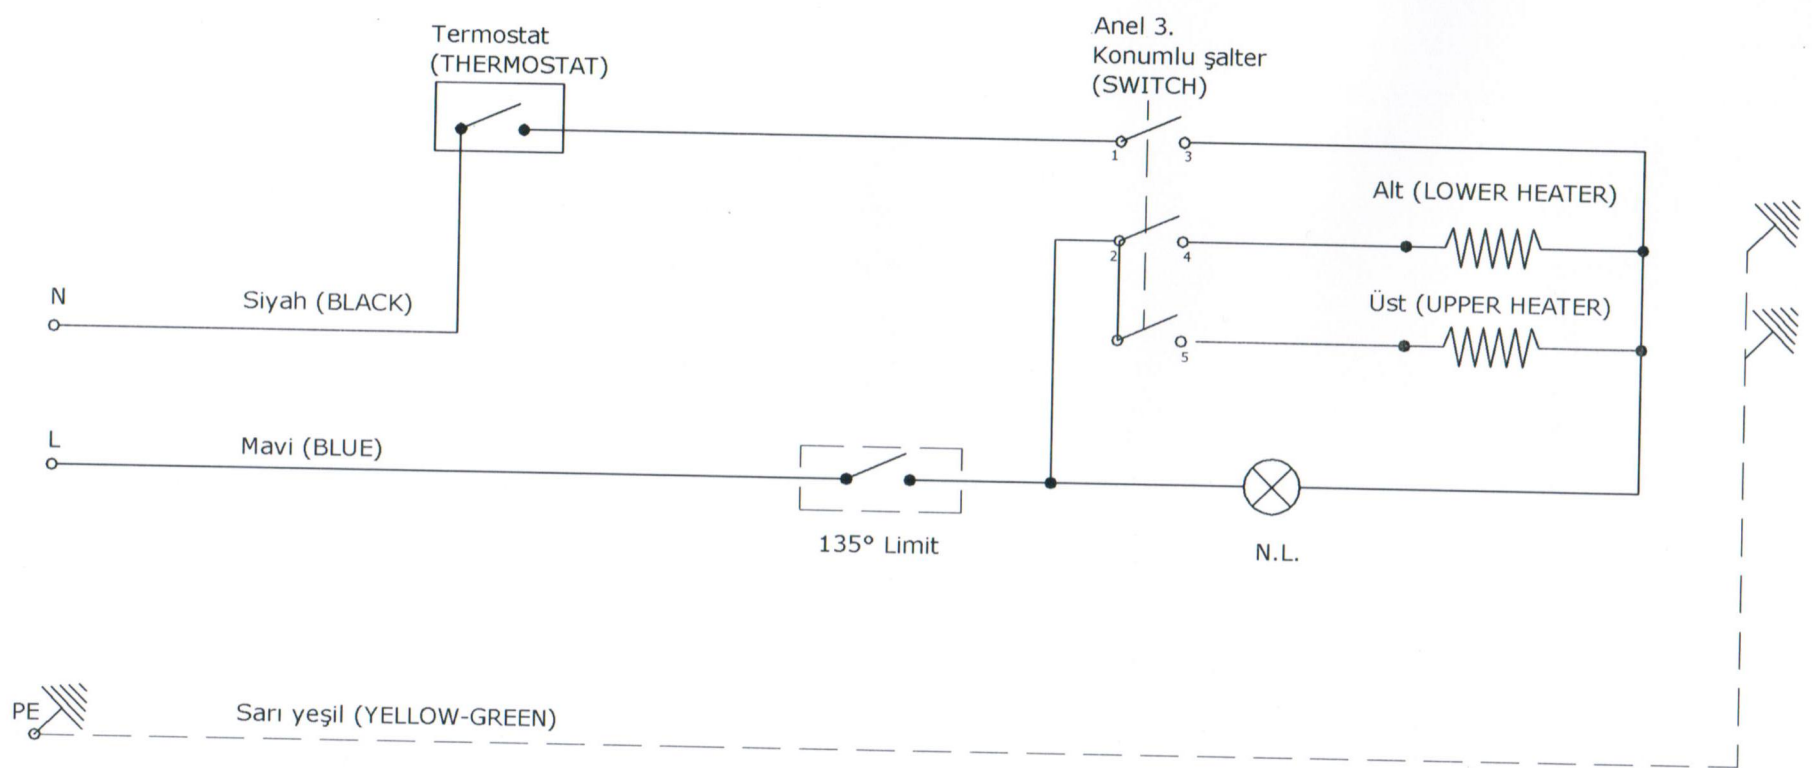 Termostat
(THERMOSTAT)
Anel 3.
Konumlu şalter
(SWITCH)
1
3
Alt (LOWER HEATER)
2
4
N
Siyah (BLACK)
Üst (UPPER HEATER)
5
L
Mavi (BLUE)
135° Limit
N.L.
PE
Sarı yeşil (YELLOW-GREEN)